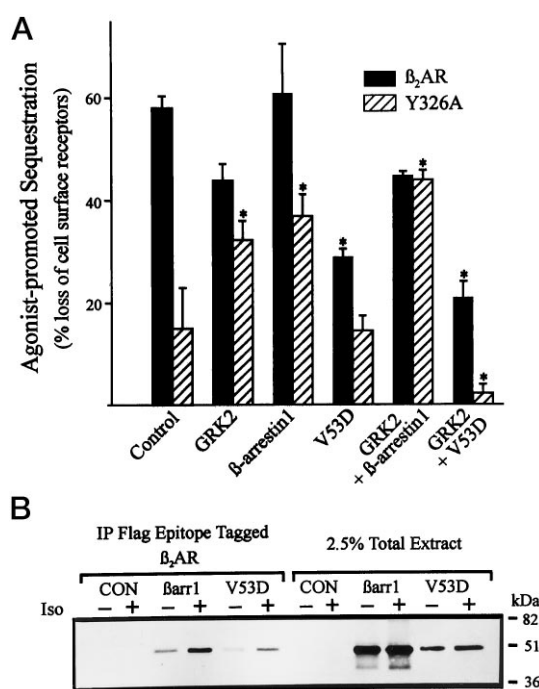 A
Agonist-promoted Sequestration
(% loss of cell surface receptors)
60
40
20
ß₂AR
Y326A
*
*
*
*
*
*
Control
GRK2
ß-arrestin1
V53D
GRK2
+ ß-arrestin1
GRK2
+ V53D
B
IP Flag Epitope Tagged
ß₂AR
2.5% Total Extract
CON ßarr1 V53D CON ßarr1 V53D
Iso − + − + − + − + − + − + kDa
82
51
36